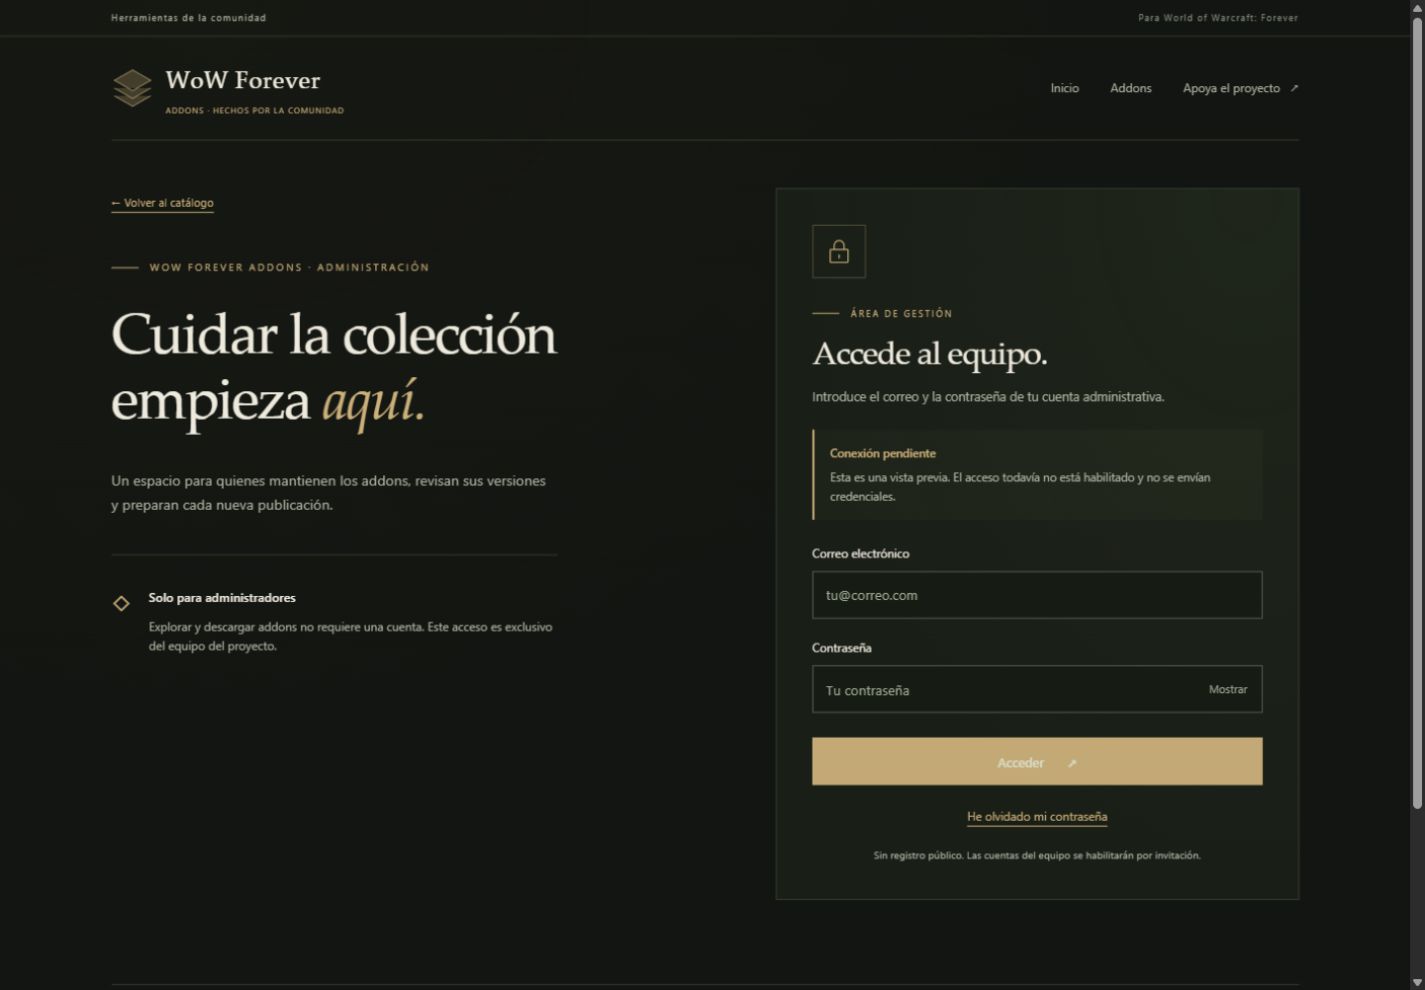 Herramientas de la comunidad
Para World of Warcraft: Forever
WoW Forever
ADDONS · HECHOS POR LA COMUNIDAD
Inicio
Addons
Apoya el proyecto ↗
← Volver al catálogo
WOW FOREVER ADDONS · ADMINISTRACIÓN
Cuidar la colección
empieza aquí.
Un espacio para quienes mantienen los addons, revisan sus versiones
y preparan cada nueva publicación.
Solo para administradores
Explorar y descargar addons no requiere una cuenta. Este acceso es exclusivo
del equipo del proyecto.
ÁREA DE GESTIÓN
Accede al equipo.
Introduce el correo y la contraseña de tu cuenta administrativa.
Conexión pendiente
Esta es una vista previa. El acceso todavía no está habilitado y no se envían
credenciales.
Correo electrónico
tu@correo.com
Contraseña
Tu contraseña
Mostrar
Acceder ↗
He olvidado mi contraseña
Sin registro público. Las cuentas del equipo se habilitarán por invitación.